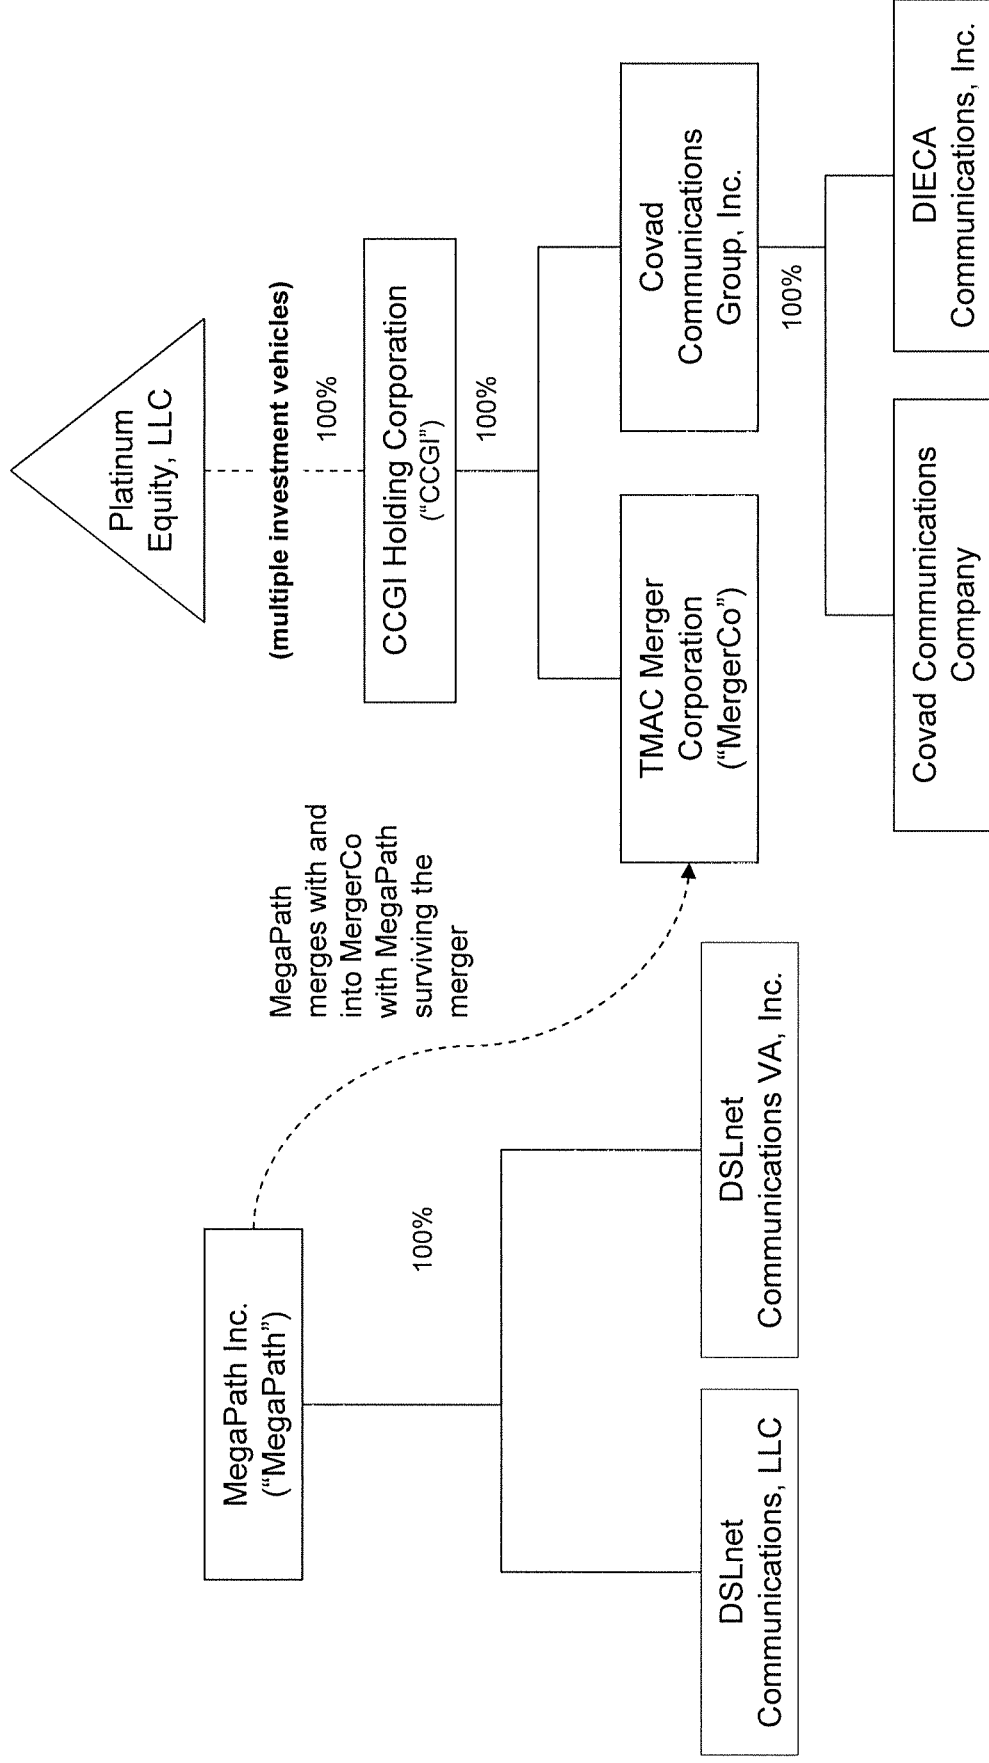 Platinum
Equity, LLC
(multiple investment vehicles)
100%
CCGI Holding Corporation
("CCGI")
100%
MegaPath Inc.
("MegaPath")
MegaPath
merges with and
into MergerCo
with MegaPath
surviving the
merger
100%
TMAC Merger
Corporation
("MergerCo")
Covad
Communications
Group, Inc.
100%
DSLnet
Communications, LLC
DSLnet
Communications VA, Inc.
Covad Communications
Company
DIECA
Communications, Inc.